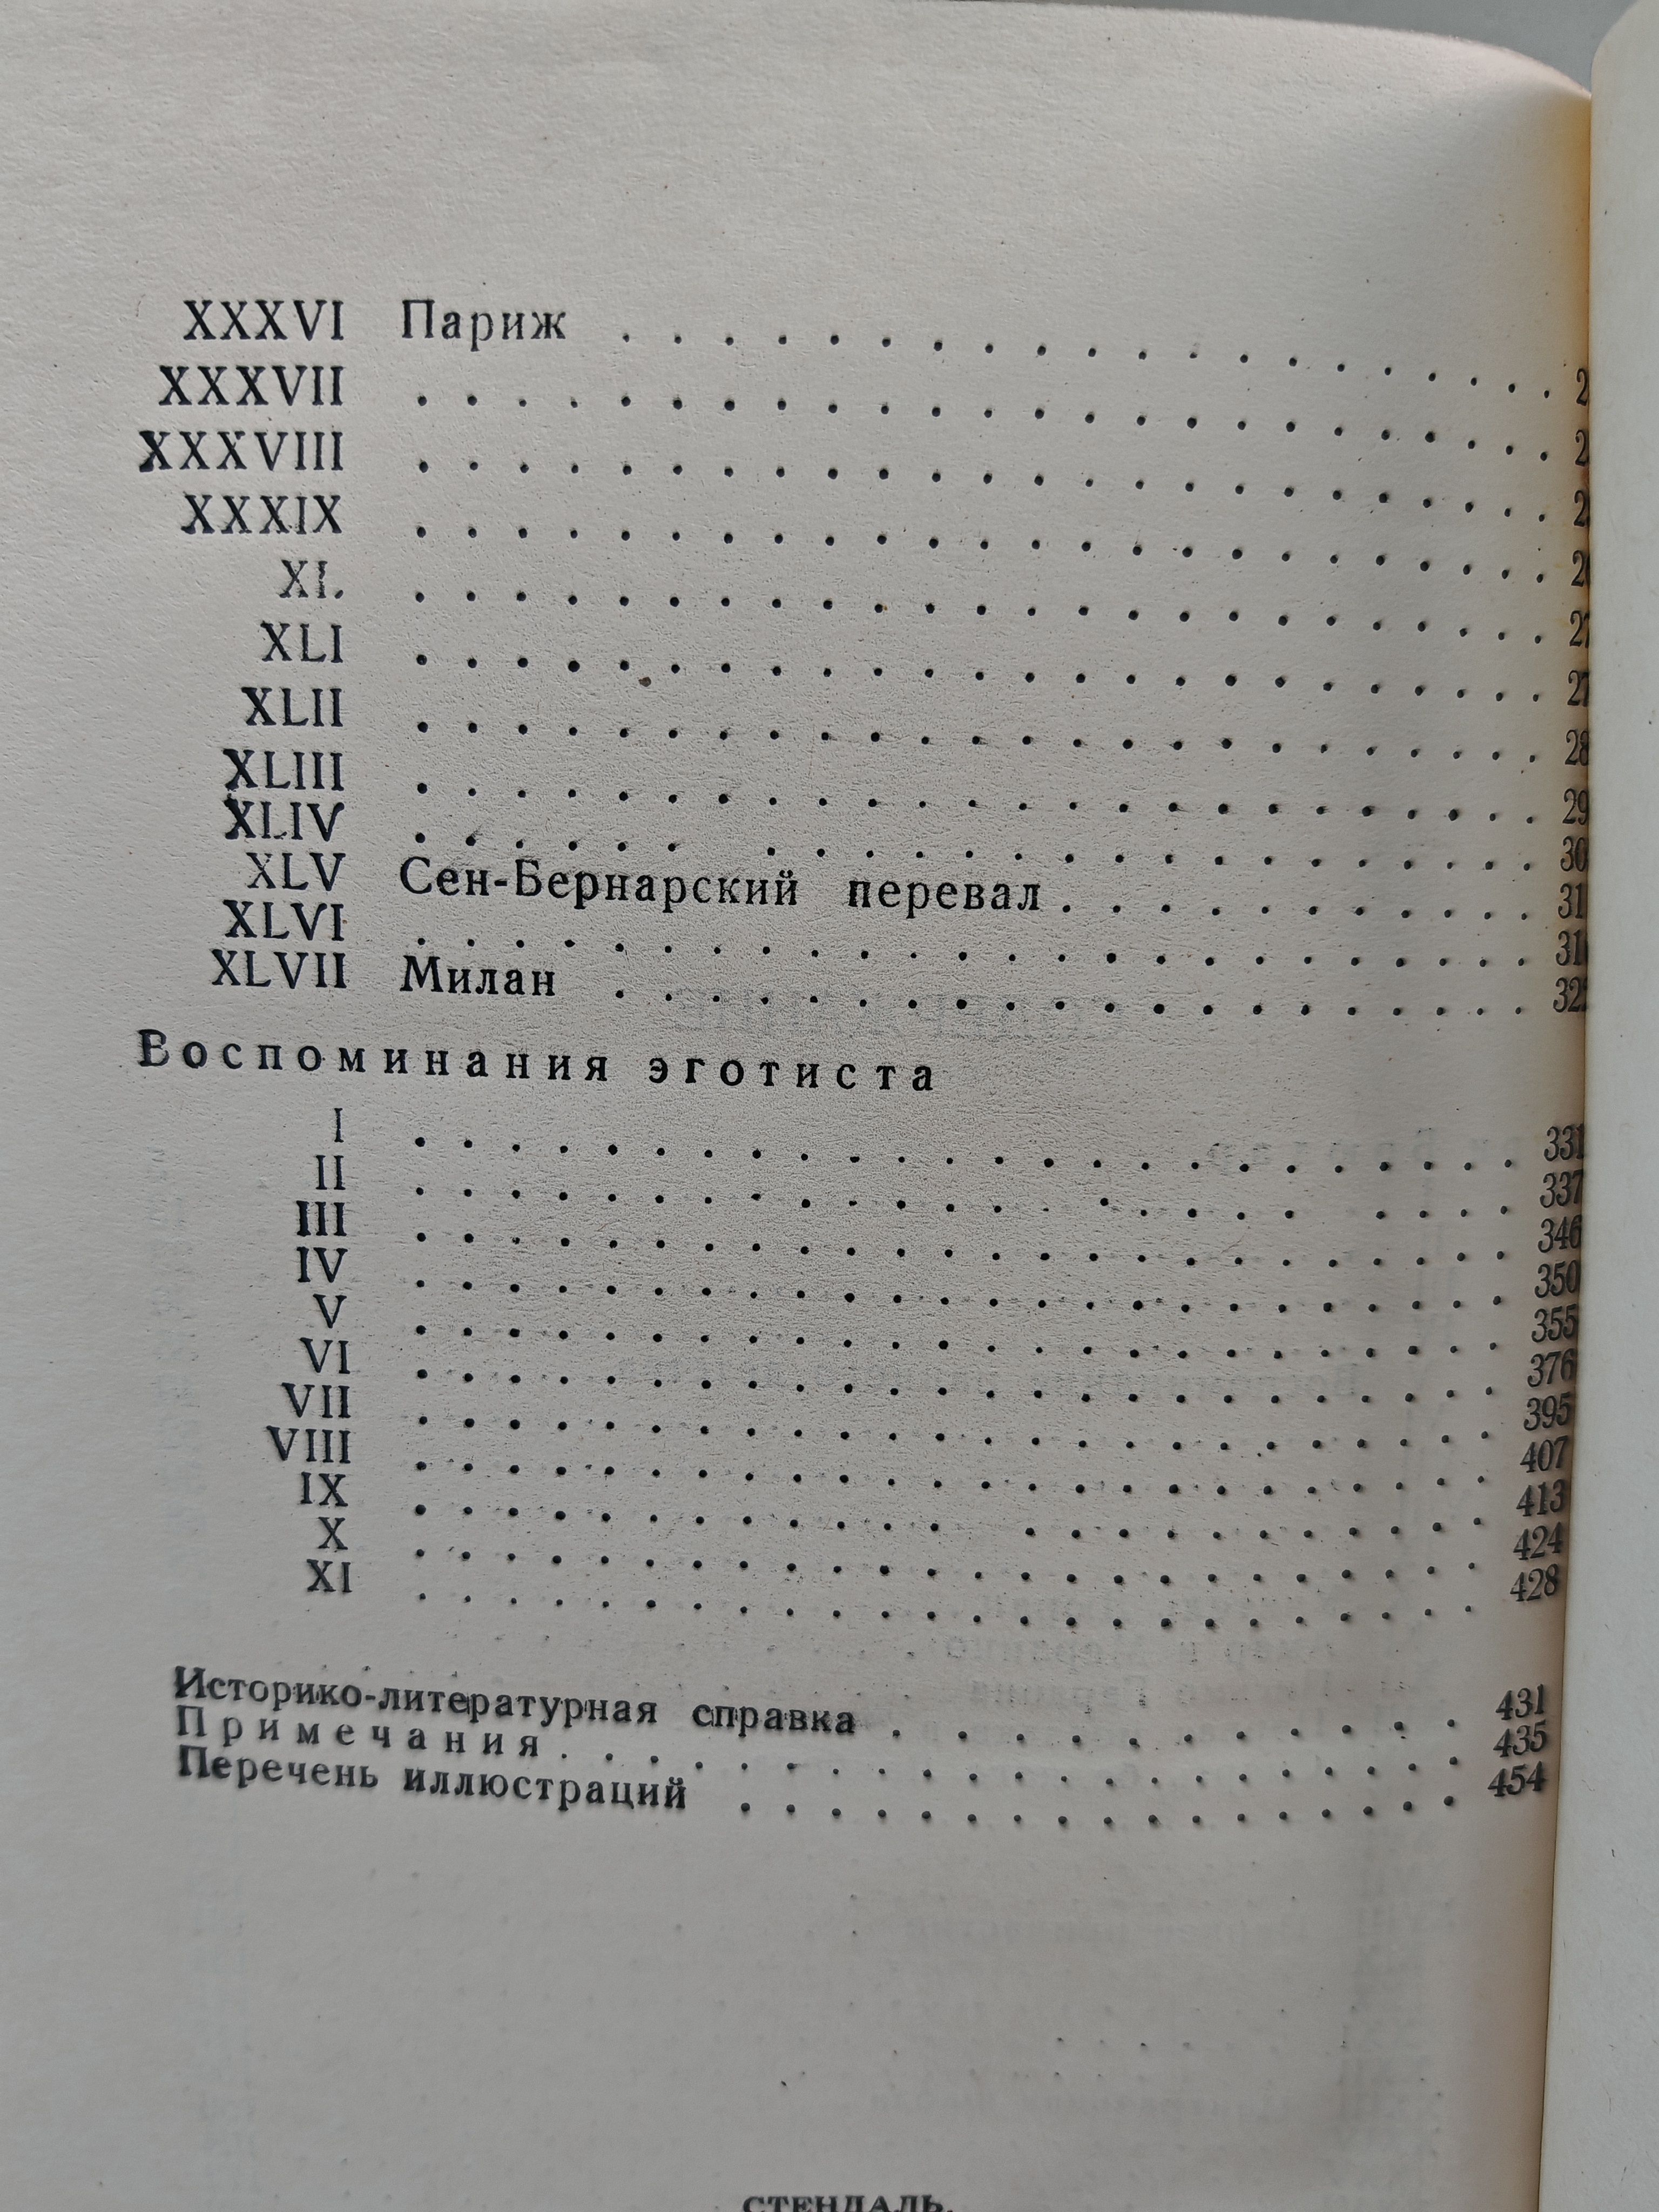 XXXVI Париж . . . . . . . . . . . . . . . . . . .
XXXVII . . . . . . . . . . . . . . . . . . . . . . .
XXXVIII . . . . . . . . . . . . . . . . . . . . . . .
XXXIX . . . . . . . . . . . . . . . . . . . . . . .
XL . . . . . . . . . . . . . . . . . . . . . . .
XLI . . . . . . . . . . . . . . . . . . . . . . .
XLII . . . . . . . . . . . . . . . . . . . . . . .
XLIII . . . . . . . . . . . . . . . . . . . . . . .
XLIV . . . . . . . . . . . . . . . . . . . . . . .
XLV Сен-Бернарский перевал . . . . . . . . . .
XLVI . . . . . . . . . . . . . . . . . . . . . . .
XLVII Милан . . . . . . . . . . . . . . . . . . .
Воспоминания эготиста
I . . . . . . . . . . . . . . . . . . . . . . . 331
II . . . . . . . . . . . . . . . . . . . . . . . 337
III . . . . . . . . . . . . . . . . . . . . . . . 346
IV . . . . . . . . . . . . . . . . . . . . . . . 350
V . . . . . . . . . . . . . . . . . . . . . . . 355
VI . . . . . . . . . . . . . . . . . . . . . . . 376
VII . . . . . . . . . . . . . . . . . . . . . . . 395
VIII . . . . . . . . . . . . . . . . . . . . . . . 407
IX . . . . . . . . . . . . . . . . . . . . . . . 413
X . . . . . . . . . . . . . . . . . . . . . . . 424
XI . . . . . . . . . . . . . . . . . . . . . . . 428
Историко-литературная справка . . . . . . . . . . . 431
Примечания . . . . . . . . . . . . . . . . . . . . 435
Перечень иллюстраций . . . . . . . . . . . . . . . . 454
СТЕНДАЛЬ.